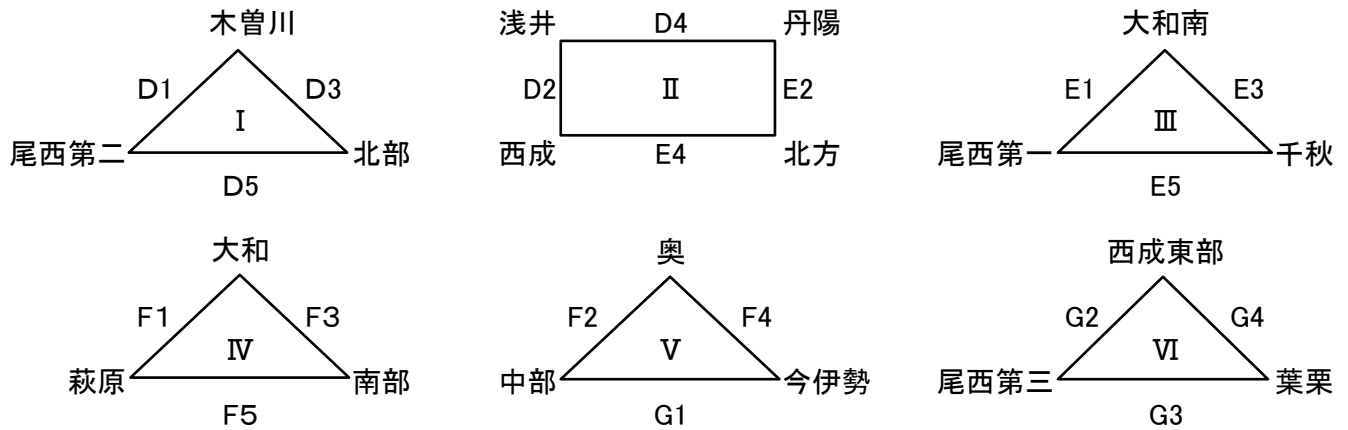 木曽川
D1 D3
Ⅰ
尾西第二 北部
D5
浅井 D4 丹陽
D2 Ⅱ E2
西成 E4 北方
大和南
E1 E3
Ⅲ
尾西第一 千秋
E5
大和
F1 F3
Ⅳ
萩原 南部
F5
奥
F2 F4
Ⅴ
中部 今伊勢
G1
西成東部
G2 G4
Ⅵ
尾西第三 葉栗
G3